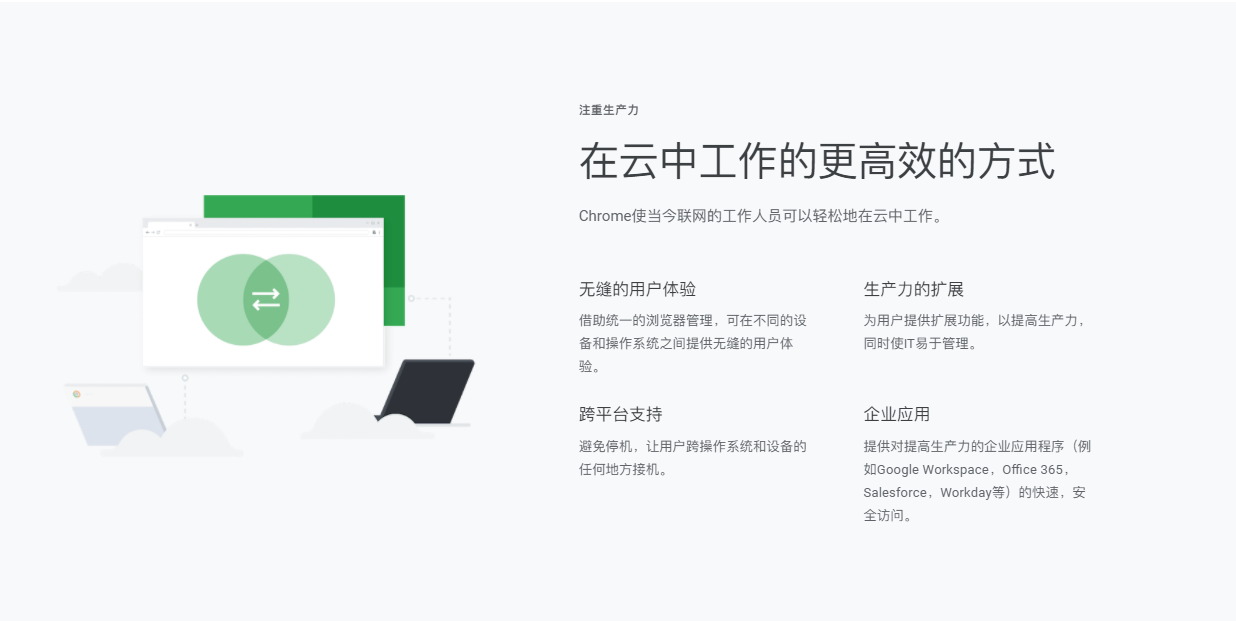 注重生产力
在云中工作的更高效的方式
Chrome使当今联网的工作人员可以轻松地在云中工作。
无缝的用户体验
借助统一的浏览器管理，可在不同的设
备和操作系统之间提供无缝的用户体
验。
生产力的扩展
为用户提供扩展功能，以提高生产力，
同时使IT易于管理。
跨平台支持
避免停机，让用户跨操作系统和设备的
任何地方接机。
企业应用
提供对提高生产力的企业应用程序（例
如Google Workspace，Office 365，
Salesforce，Workday等）的快速，安
全访问。